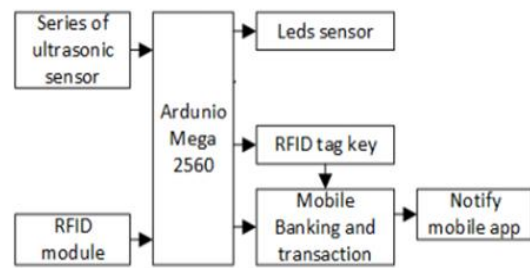 Series of
ultrasonic
sensor
Leds sensor
Ardunio
Mega
2560
RFID tag key
RFID
module
Mobile
Banking and
transaction
Notify
mobile app